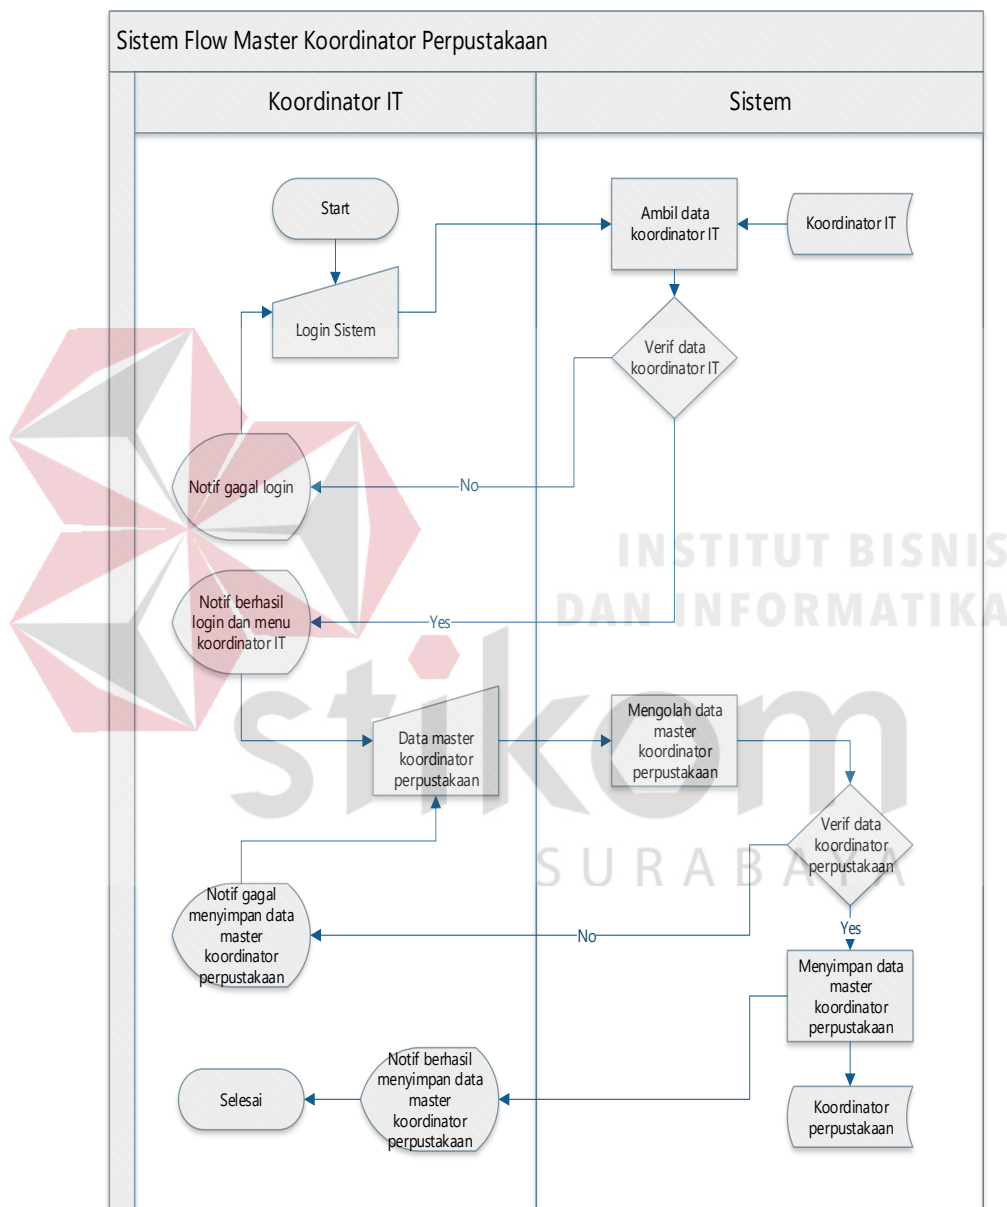 Sistem Flow Master Koordinator Perpustakaan
Koordinator IT
Sistem
Start
Ambil data
koordinator IT
Koordinator IT
Login Sistem
Verif data
koordinator IT
Notif gagal login
No
INSTITUT BISNIS
DAN INFORMATIKA
Notif berhasil
login dan menu
koordinator IT
Yes
stikom
SURABAYA
Data master
koordinator
perpustakaan
Mengolah data
master
koordinator
perpustakaan
Verif data
koordinator
perpustakaan
Notif gagal
menyimpan data
master
koordinator
perpustakaan
No
Yes
Menyimpan data
master
koordinator
perpustakaan
Selesai
Notif berhasil
menyimpan data
master
koordinator
perpustakaan
Koordinator
perpustakaan